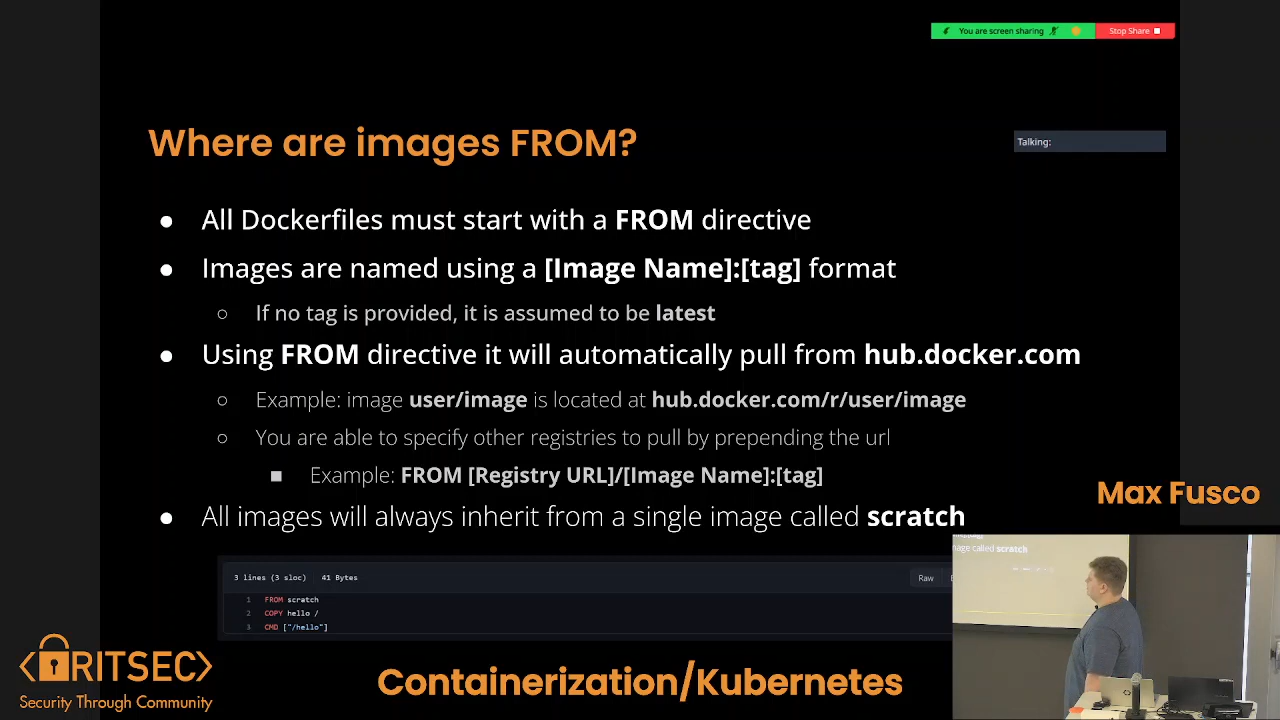 You are screen sharing
Stop Share
Where are images FROM?
Talking:
● All Dockerfiles must start with a FROM directive
● Images are named using a [Image Name]:[tag] format
○ If no tag is provided, it is assumed to be latest
● Using FROM directive it will automatically pull from hub.docker.com
○ Example: image user/image is located at hub.docker.com/r/user/image
○ You are able to specify other registries to pull by prepending the url
■ Example: FROM [Registry URL]/[Image Name]:[tag]
● All images will always inherit from a single image called scratch
Max Fusco
mage called scratch
3 lines (3 sloc) 41 Bytes
Raw
1 FROM scratch
2 COPY hello /
3 CMD ["/hello"]
RITSEC
Security Through Community
Containerization/Kubernetes